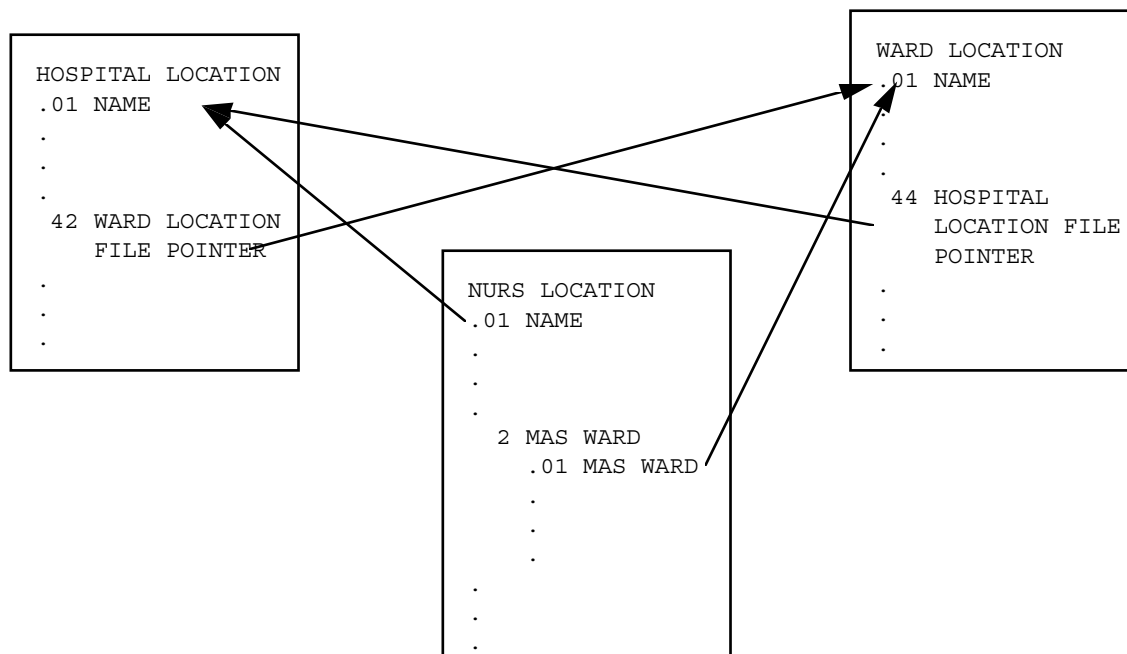 HOSPITAL LOCATION
.01 NAME
.
.
.
42 WARD LOCATION
FILE POINTER
.
.
.
NURS LOCATION
.01 NAME
.
.
.
2 MAS WARD
.01 MAS WARD
.
.
.
.
.
.
WARD LOCATION
.01 NAME
.
.
.
44 HOSPITAL
LOCATION FILE
POINTER
.
.
.